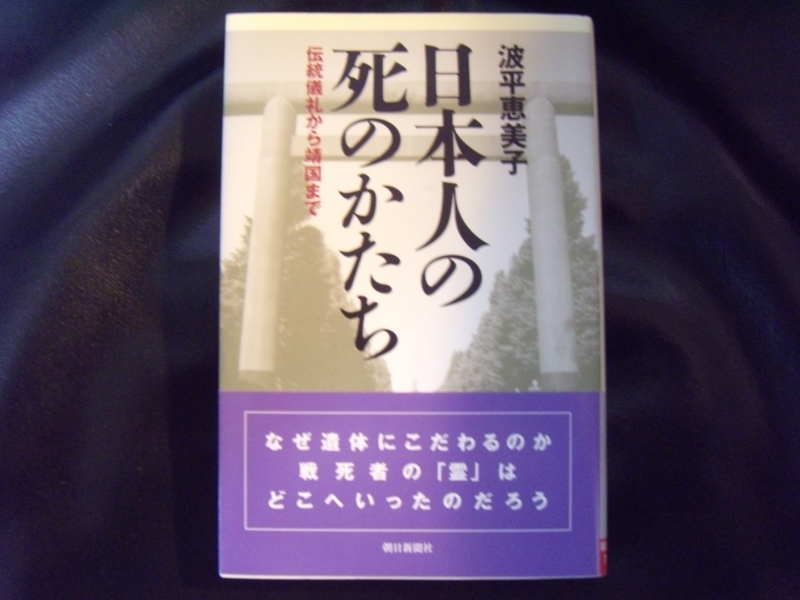 波平恵美子
日本人の
死のかたち
伝統儀礼から靖国まで
なぜ遺体にこだわるのか
戦死者の「霊」は
どこへいったのだろう
朝日新聞社